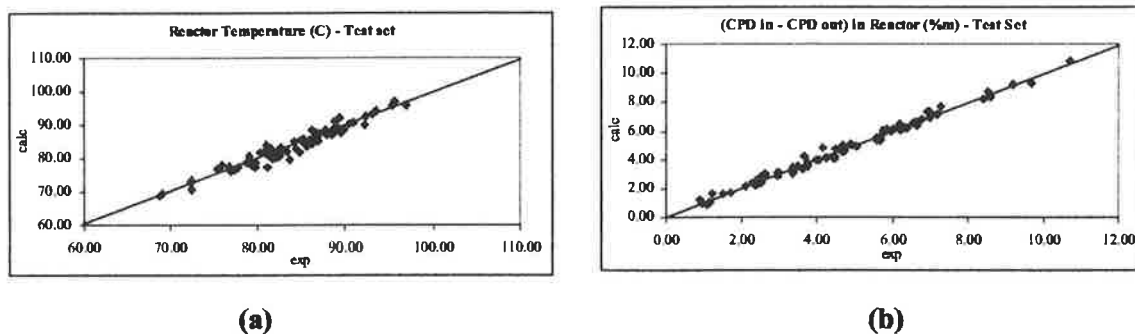 Reactor Temperature (C) - Test set
110.00
100.00
90.00
80.00
70.00
60.00
calc
60.00 70.00 80.00 90.00 100.00 110.00
exp
(a)
(CPD in - CPD out) in Reactor (%m) - Test Set
12.00
10.00
8.00
6.00
4.00
2.00
0.00
calc
0.00 2.00 4.00 6.00 8.00 10.00 12.00
exp
(b)